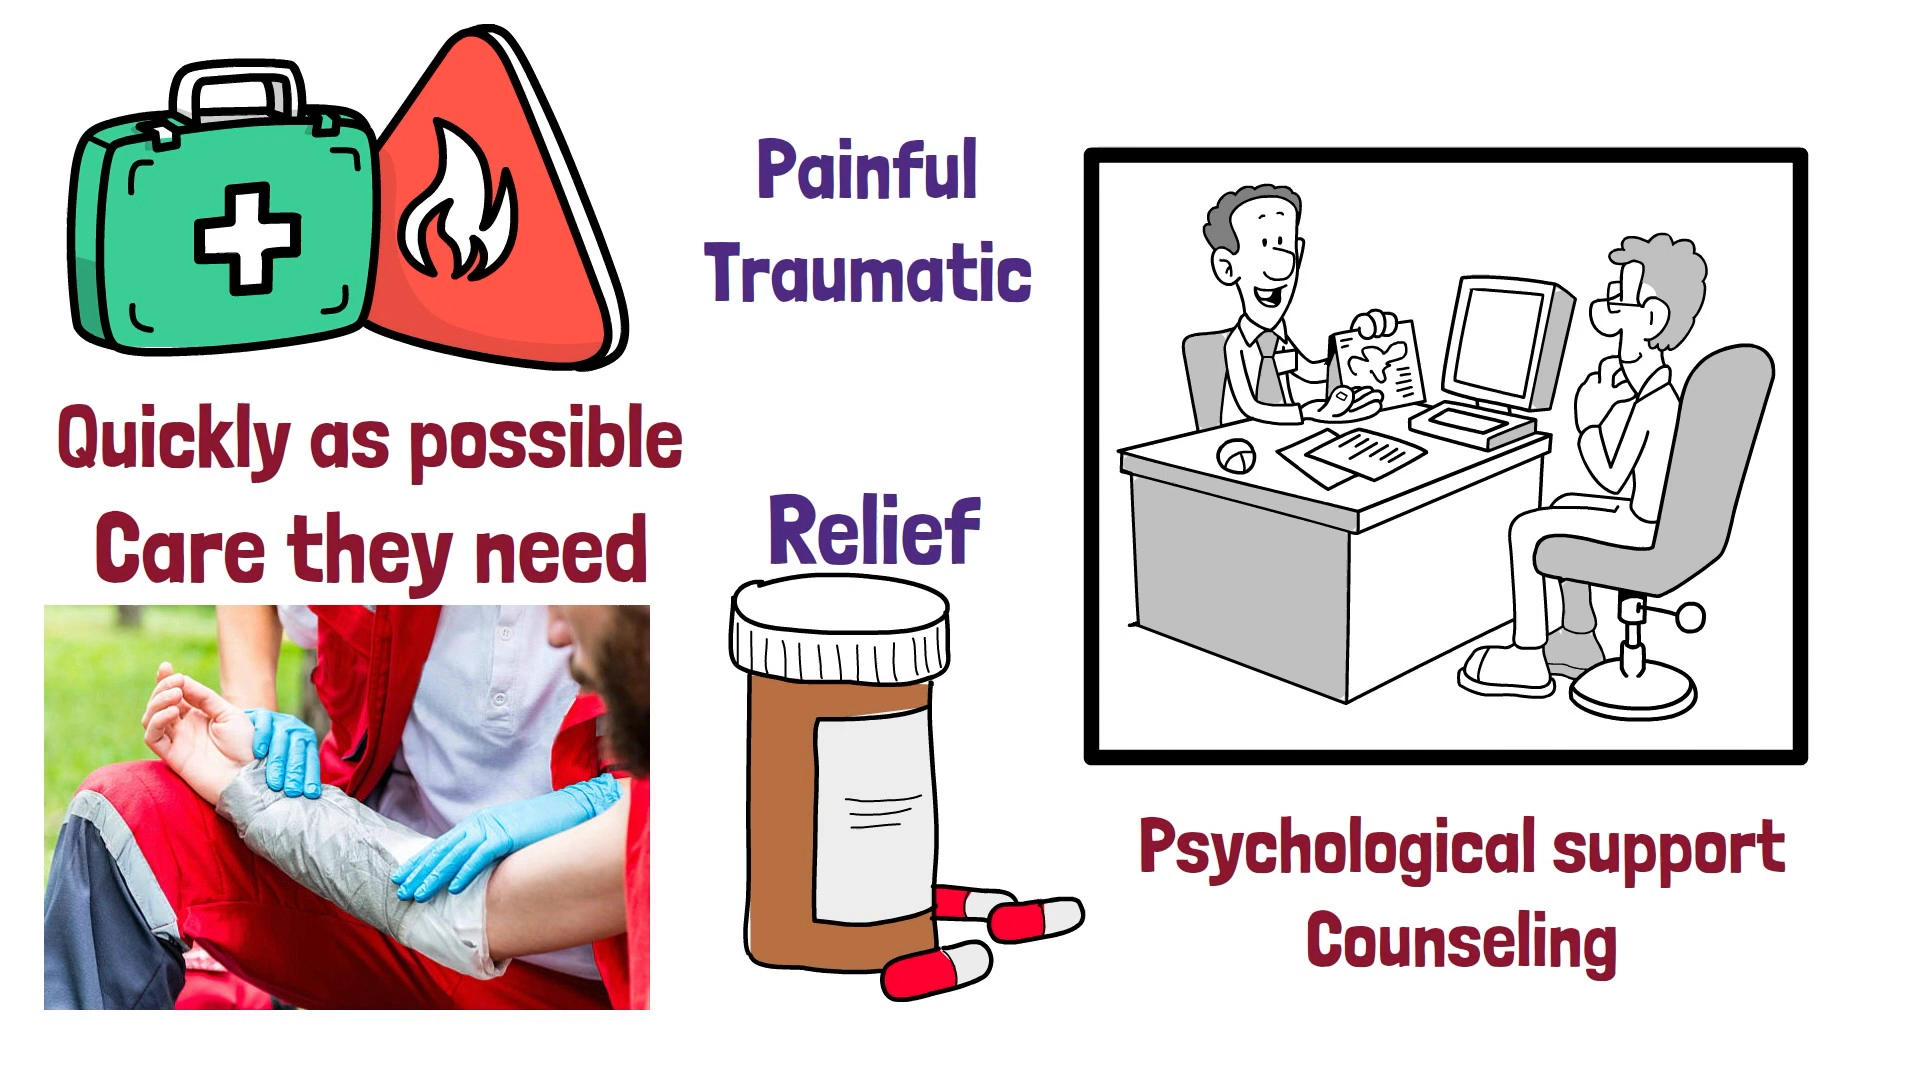 Quickly as possible
Care they need
Painful
Traumatic
Relief
Psychological support
Counseling